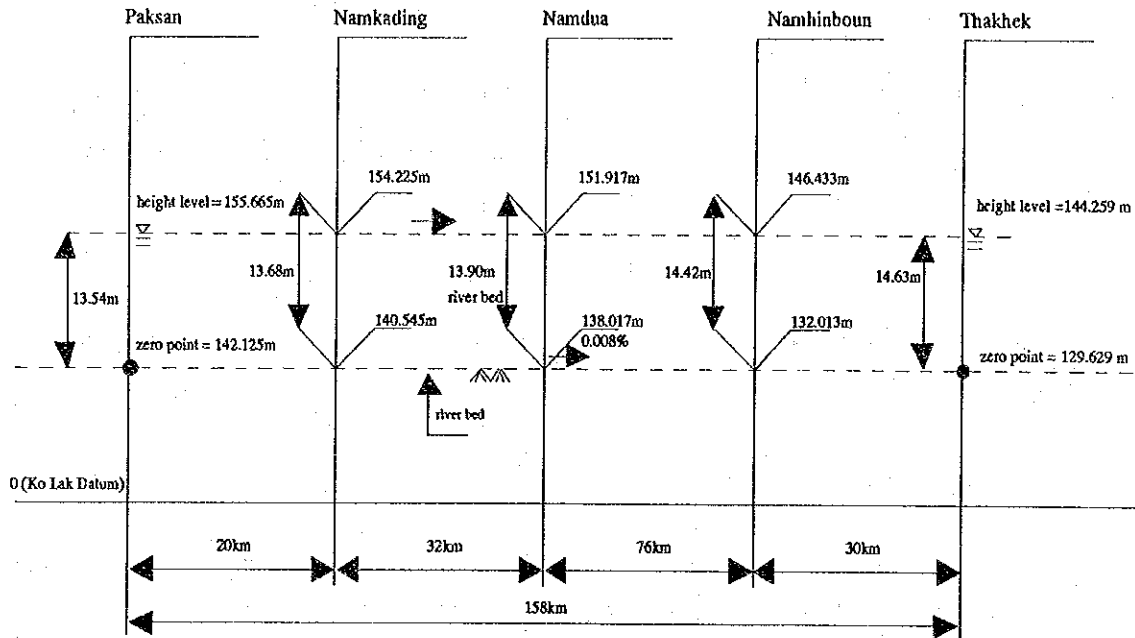 Paksan
Namkading
Namdua
Namhinboun
Thakhek
154.225m
151.917m
146.433m
height level = 155.665m
height level = 144.259 m
13.54m
13.68m
13.90m
river bed
14.42m
14.63m
140.545m
138.017m
0.008%
132.013m
zero point = 142.125m
zero point = 129.629 m
river bed
0 (Ko Lak Datum)
20km
32km
76km
30km
158km